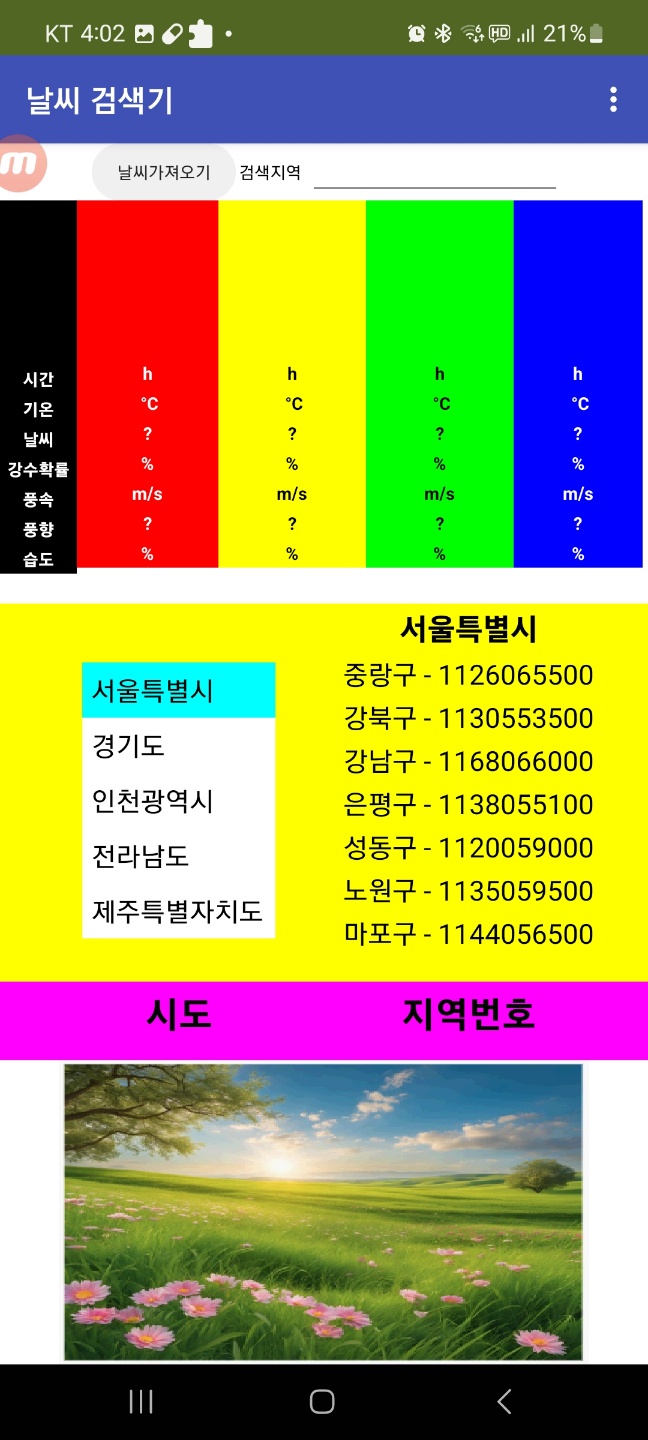 KT 4:02 HD 21%
날씨 검색기
m
날씨가져오기 검색지역
시간 h h h h
기온 °C °C °C °C
날씨 ? ? ? ?
강수확률 % % % %
풍속 m/s m/s m/s m/s
풍향 ? ? ? ?
습도 % % % %
서울특별시
경기도
인천광역시
전라남도
제주특별자치도
서울특별시
중랑구 - 1126065500
강북구 - 1130553500
강남구 - 1168066000
은평구 - 1138055100
성동구 - 1120059000
노원구 - 1135059500
마포구 - 1144056500
시도 지역번호